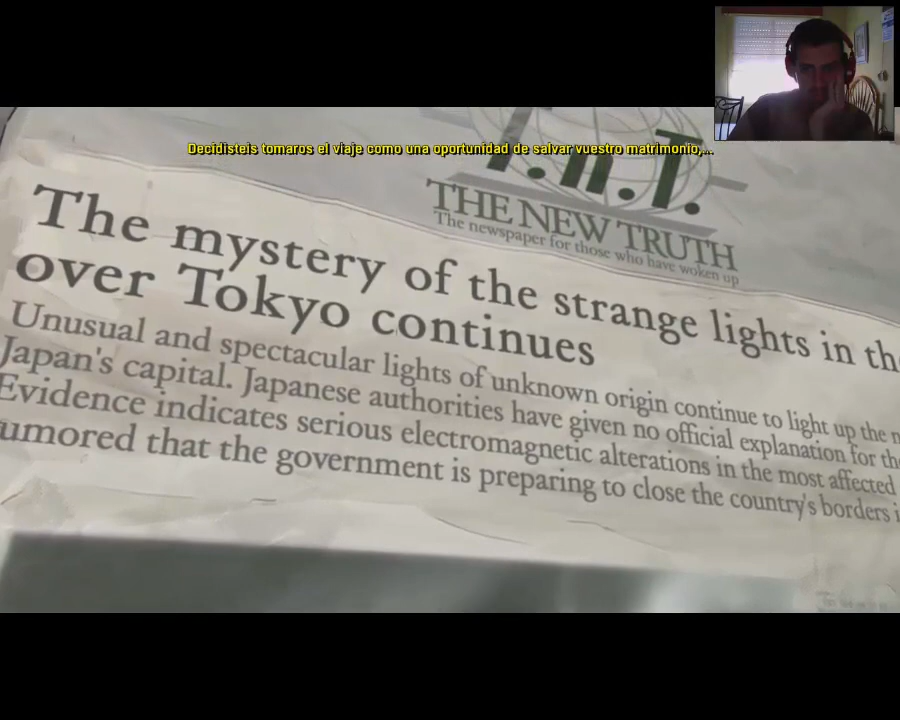 Decidisteis tomaros el viaje como una oportunidad de salvar vuestro matrimonio,...
T.n.T.
THE NEW TRUTH
The newspaper for those who have woken up
The mystery of the strange lights in the
over Tokyo continues
Unusual and spectacular lights of unknown origin continue to light up the n
Japan's capital. Japanese authorities have given no official explanation for the
Evidence indicates serious electromagnetic alterations in the most affected
umored that the government is preparing to close the country's borders i